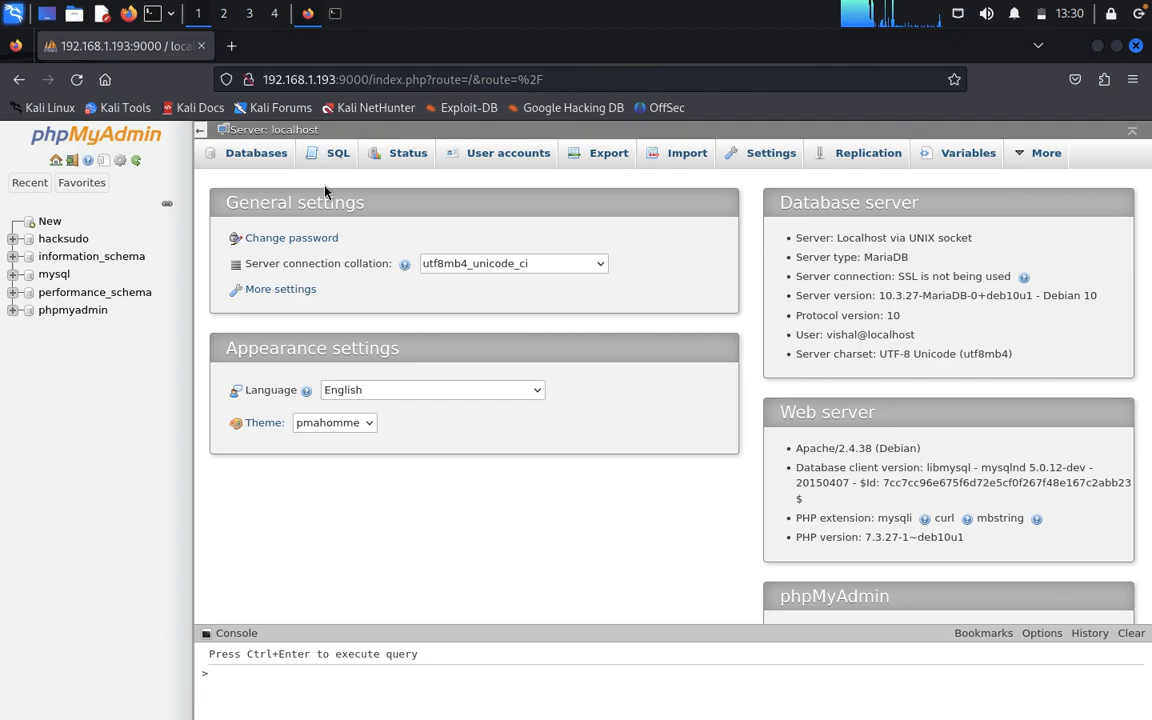 1 2 3 4 13:30
192.168.1.193:9000 / loca
192.168.1.193:9000/index.php?route=/&route=%2F
Kali Linux Kali Tools Kali Docs Kali Forums Kali NetHunter Exploit-DB Google Hacking DB OffSec
phpMyAdmin
Recent Favorites
New
hacksudo
information_schema
mysql
performance_schema
phpmyadmin
Server: localhost
Databases SQL Status User accounts Export Import Settings Replication Variables More
General settings
Change password
Server connection collation: utf8mb4_unicode_ci
More settings
Appearance settings
Language English
Theme: pmahomme
Database server
Server: Localhost via UNIX socket
Server type: MariaDB
Server connection: SSL is not being used
Server version: 10.3.27-MariaDB-0+deb10u1 - Debian 10
Protocol version: 10
User: vishal@localhost
Server charset: UTF-8 Unicode (utf8mb4)
Web server
Apache/2.4.38 (Debian)
Database client version: libmysql - mysqlnd 5.0.12-dev -
20150407 - $Id: 7cc7cc96e675f6d72e5cf0f267f48e167c2abb23
$
PHP extension: mysqli curl mbstring
PHP version: 7.3.27-1~deb10u1
phpMyAdmin
Console Bookmarks Options History Clear
Press Ctrl+Enter to execute query
>